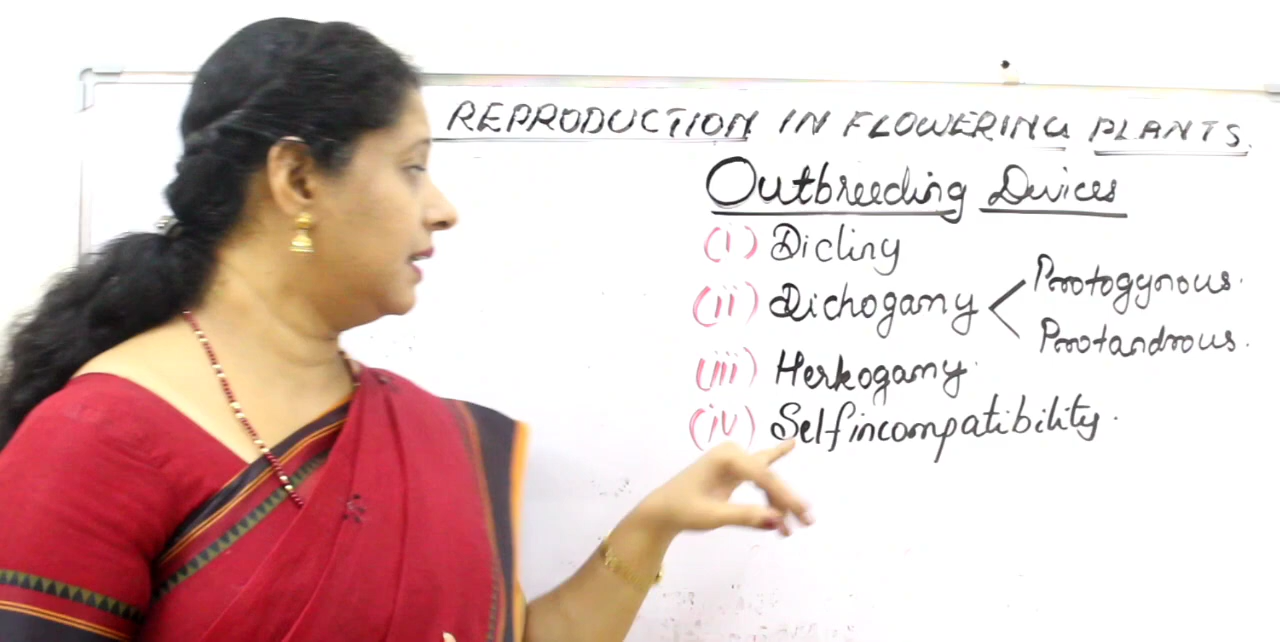 REPRODUCTION IN FLOWERING PLANTS.
Outbreeding Devices
(i) Dicliny
(ii) Dichogamy < Protogynous.
Protandrous.
(iii) Herkogamy.
(iv) Selfincompatibility.